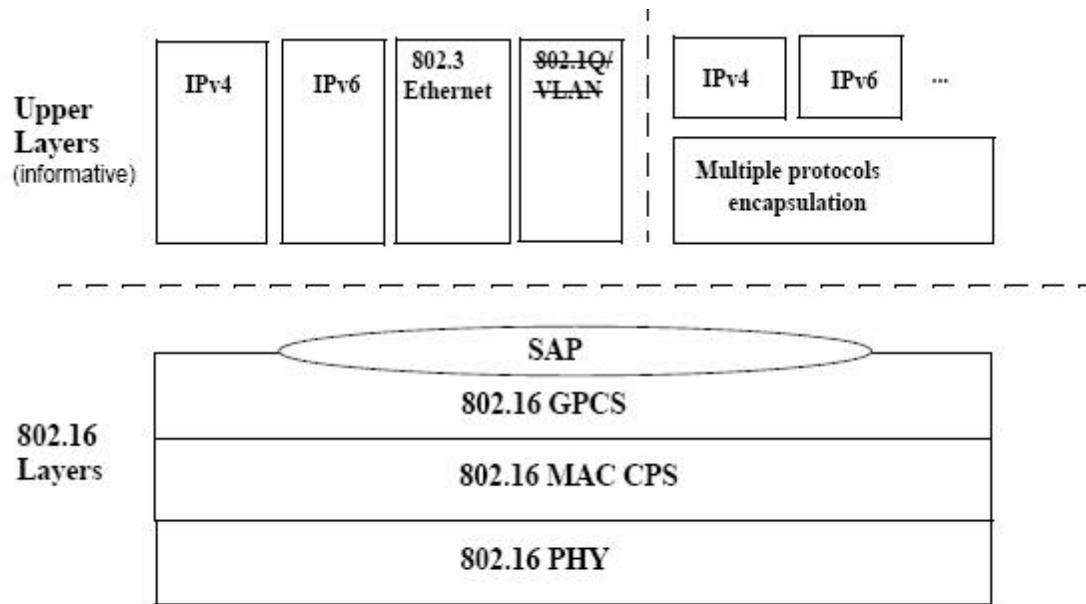 Upper
Layers
(informative)
IPv4
IPv6
802.3
Ethernet
802.1Q/
VLAN
IPv4
IPv6
...
Multiple protocols
encapsulation
SAP
802.16
Layers
802.16 GPCS
802.16 MAC CPS
802.16 PHY